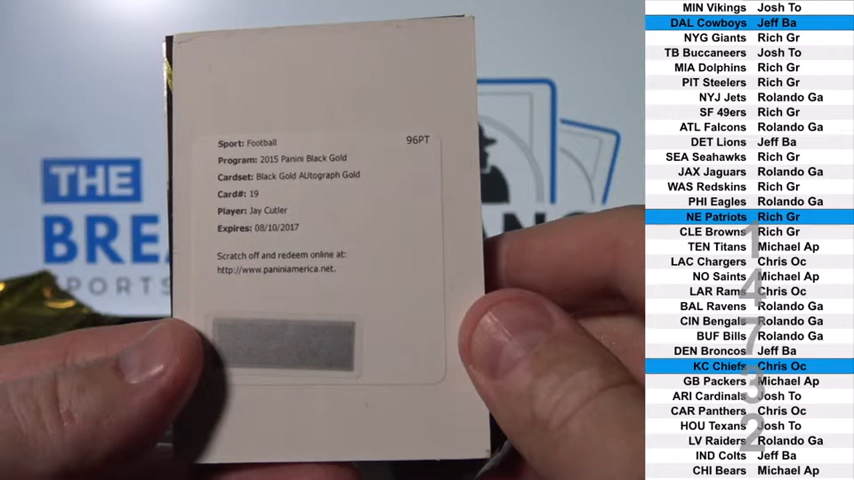 THE
BREA
SPORTS
ANG
Sport: Football
96PT
Program: 2015 Panini Black Gold
Cardset: Black Gold AUtograph Gold
Card#: 19
Player: Jay Cutler
Expires: 08/10/2017
Scratch off and redeem online at:
http://www.paniniamerica.net.
MIN Vikings Josh To
DAL Cowboys Jeff Ba
NYG Giants Rich Gr
TB Buccaneers Josh To
MIA Dolphins Rich Gr
PIT Steelers Rich Gr
NYJ Jets Rolando Ga
SF 49ers Rich Gr
ATL Falcons Rolando Ga
DET Lions Jeff Ba
SEA Seahawks Rich Gr
JAX Jaguars Rolando Ga
WAS Redskins Rich Gr
PHI Eagles Rolando Ga
NE Patriots Rich Gr
CLE Browns Rich Gr
TEN Titans Michael Ap
LAC Chargers Chris Oc
NO Saints Michael Ap
LAR Rams Chris Oc
BAL Ravens Rolando Ga
CIN Bengals Rolando Ga
BUF Bills Rolando Ga
DEN Broncos Jeff Ba
KC Chiefs Chris Oc
GB Packers Michael Ap
ARI Cardinals Josh To
CAR Panthers Chris Oc
HOU Texans Josh To
LV Raiders Rolando Ga
IND Colts Jeff Ba
CHI Bears Michael Ap
1
4
7
3
2